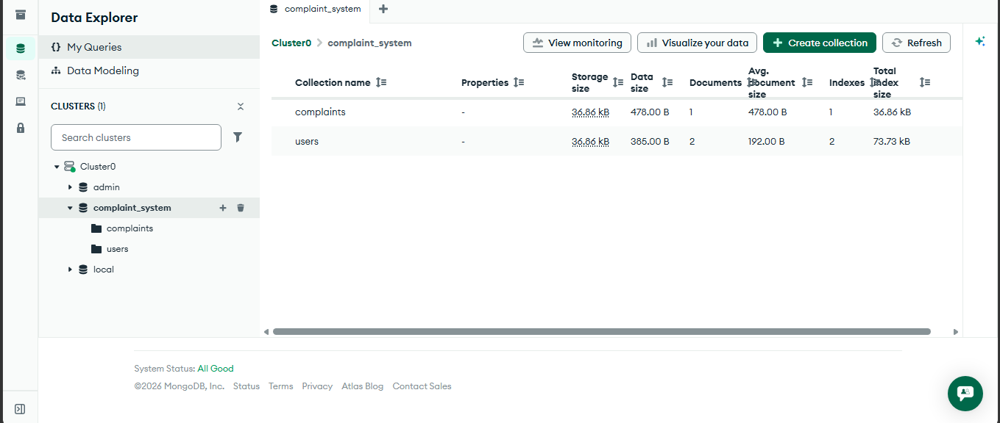 complaint_system
Data Explorer
My Queries
Data Modeling
CLUSTERS (1)
Search clusters
Cluster0
admin
complaint_system
complaints
users
local
Cluster0 > complaint_system
View monitoring
Visualize your data
Create collection
Refresh
Collection name Properties Storage size Data size Documents Avg. document size Indexes Total index size
complaints - 36.86 kB 478.00 B 1 478.00 B 1 36.86 kB
users - 36.86 kB 385.00 B 2 192.00 B 2 73.73 kB
System Status: All Good
©2026 MongoDB, Inc. Status Terms Privacy Atlas Blog Contact Sales